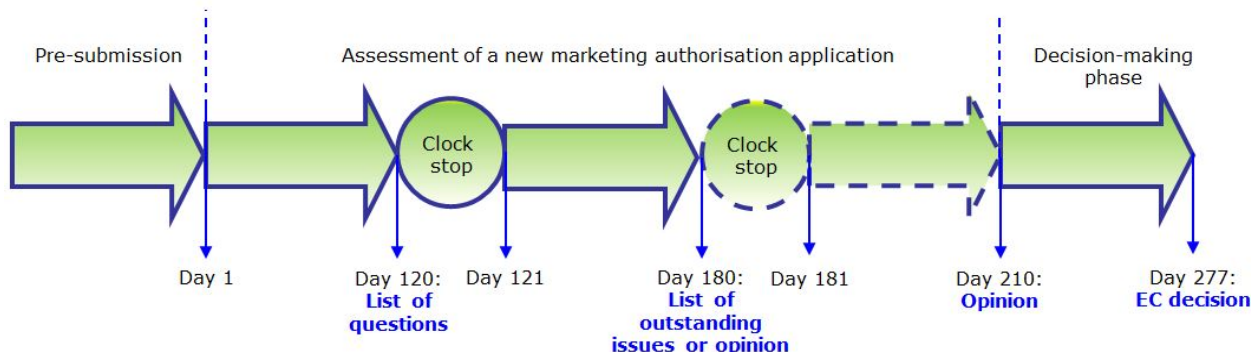 Pre-submission
Assessment of a new marketing authorisation application
Decision-making
phase
Clock
stop
Clock
stop
Day 1
Day 120:
List of
questions
Day 121
Day 180:
List of
outstanding
issues or opinion
Day 181
Day 210:
Opinion
Day 277:
EC decision